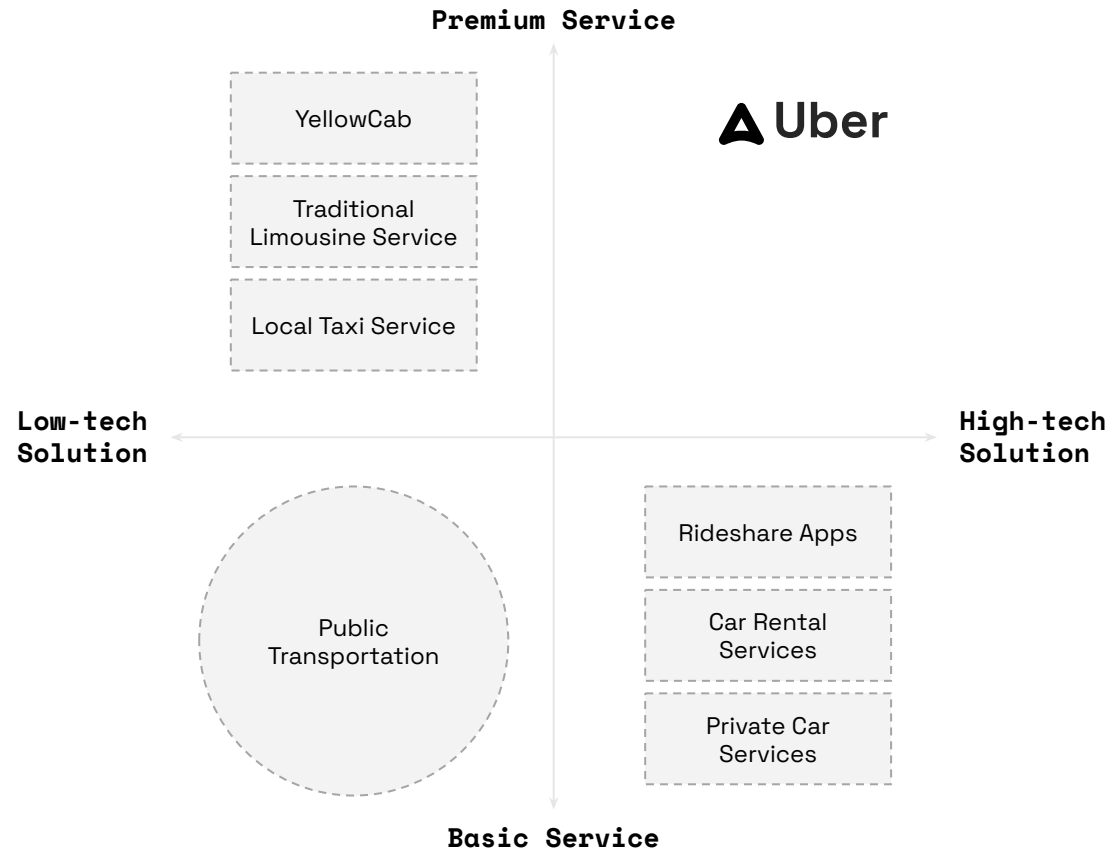 Premium Service
YellowCab
Uber
Traditional
Limousine Service
Local Taxi Service
Low-tech
Solution
High-tech
Solution
Rideshare Apps
Public
Transportation
Car Rental
Services
Private Car
Services
Basic Service